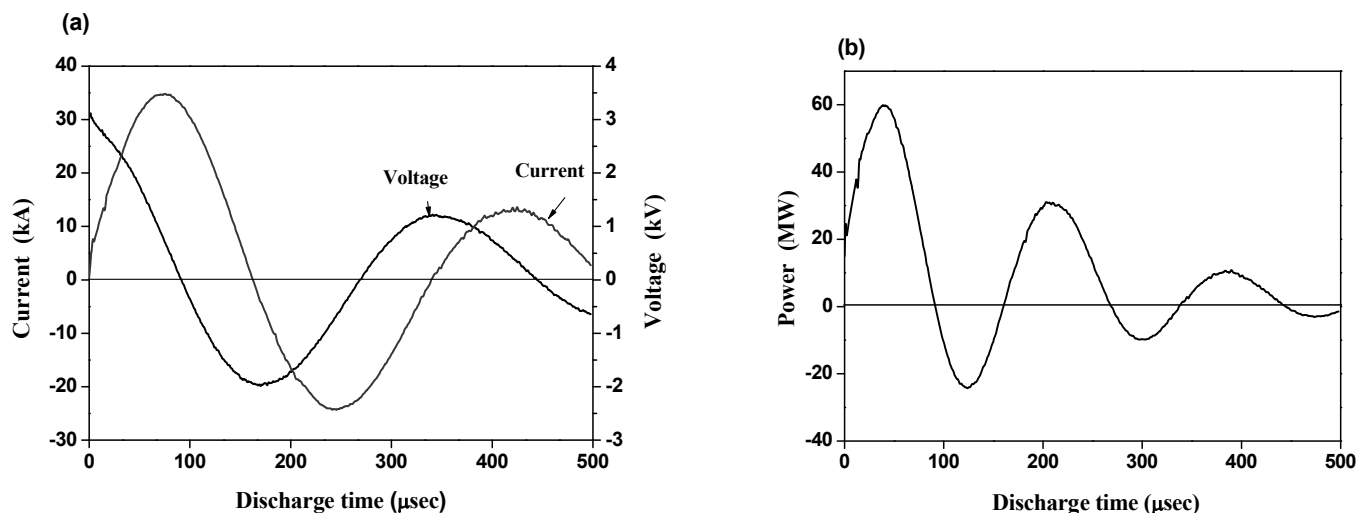 (a)
40
30
20
10
0
-10
-20
-30
Current (kA)
4
3
2
1
0
-1
-2
-3
Voltage (kV)
Voltage
Current
0 100 200 300 400 500
Discharge time (μsec)
(b)
60
40
20
0
-20
-40
Power (MW)
0 100 200 300 400 500
Discharge time (μsec)